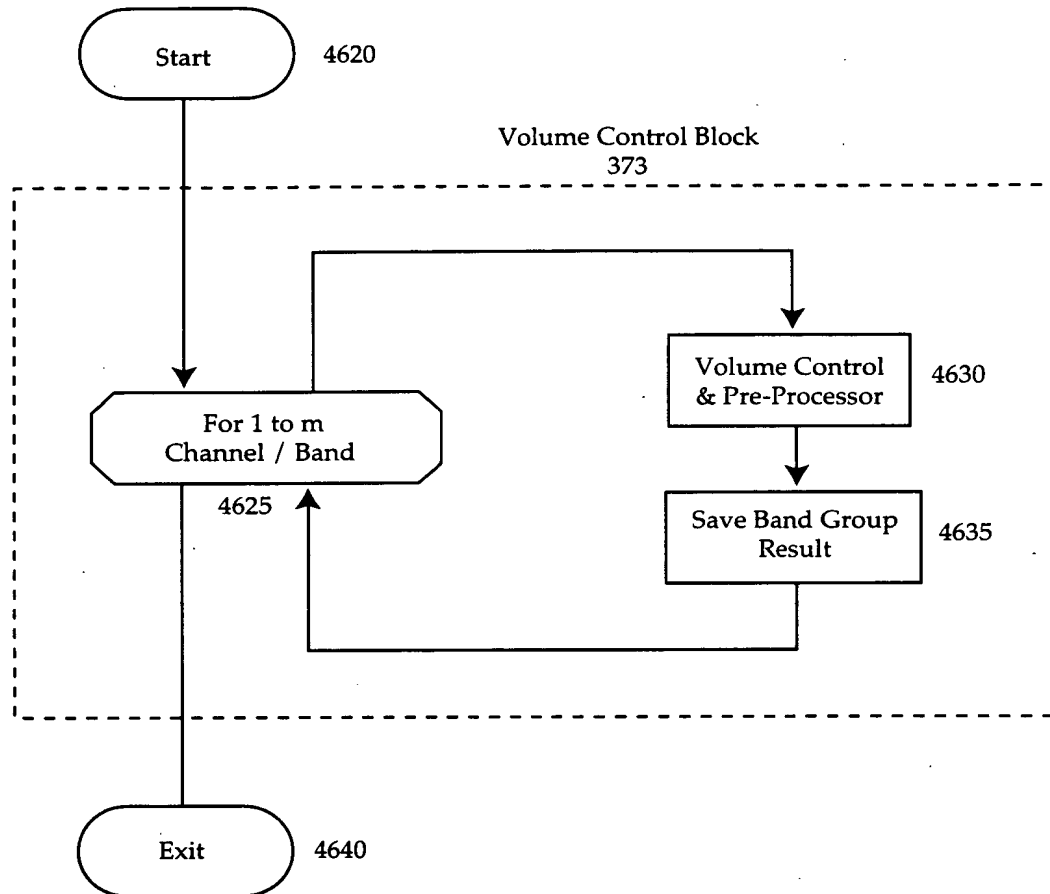 Start
4620
Volume Control Block
373
Volume Control
& Pre-Processor
4630
For 1 to m
Channel / Band
4625
Save Band Group
Result
4635
Exit
4640